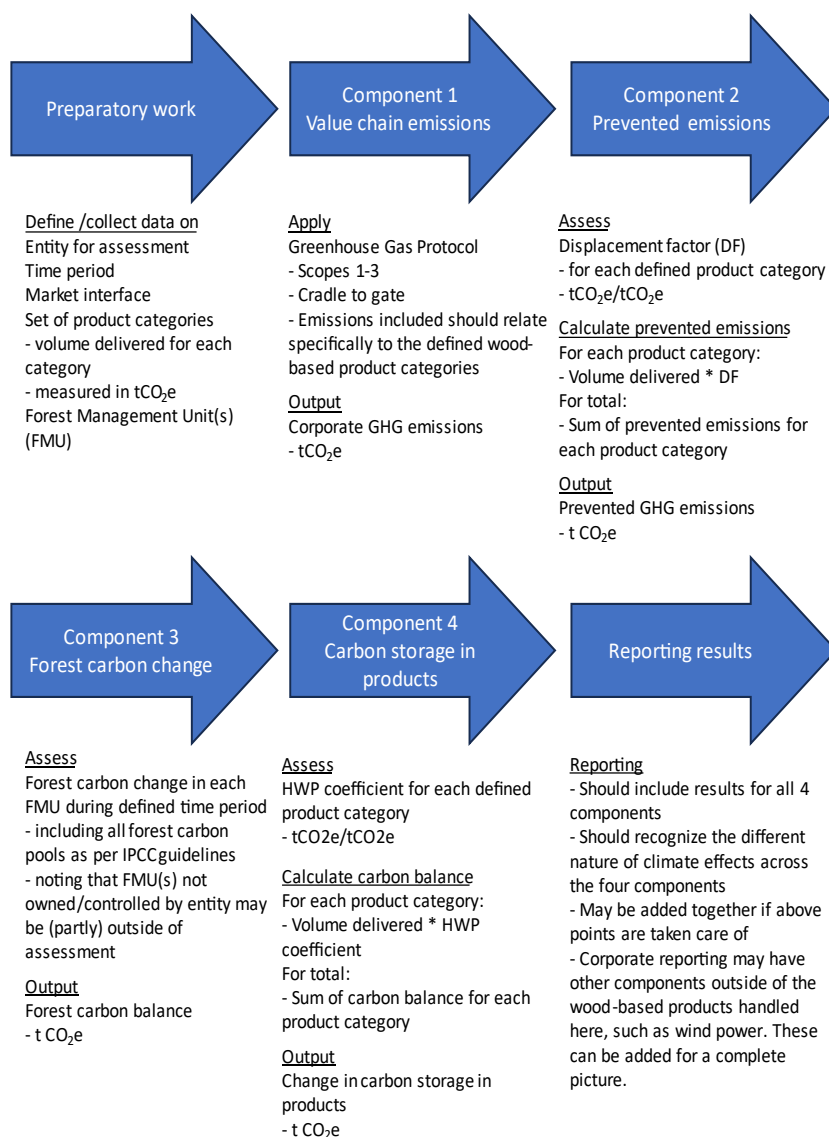 Preparatory work
Component 1
Value chain emissions
Component 2
Prevented emissions
Define /collect data on
Entity for assessment
Time period
Market interface
Set of product categories
- volume delivered for each
category
- measured in tCO₂e
Forest Management Unit(s)
(FMU)
Apply
Greenhouse Gas Protocol
- Scopes 1-3
- Cradle to gate
- Emissions included should relate
specifically to the defined wood-
based product categories
Output
Corporate GHG emissions
- tCO₂e
Assess
Displacement factor (DF)
- for each defined product category
- tCO₂e/tCO₂e
Calculate prevented emissions
For each product category:
- Volume delivered * DF
For total:
- Sum of prevented emissions for
each product category
Output
Prevented GHG emissions
- t CO₂e
Component 3
Forest carbon change
Component 4
Carbon storage in
products
Reporting results
Assess
Forest carbon change in each
FMU during defined time period
- including all forest carbon
pools as per IPCC guidelines
- noting that FMU(s) not
owned/controlled by entity may
be (partly) outside of
assessment
Output
Forest carbon balance
- t CO₂e
Assess
HWP coefficient for each defined
product category
- tCO2e/tCO2e
Calculate carbon balance
For each product category:
- Volume delivered * HWP
coefficient
For total:
- Sum of carbon balance for each
product category
Output
Change in carbon storage in
products
- t CO₂e
Reporting
- Should include results for all 4
components
- Should recognize the different
nature of climate effects across
the four components
- May be added together if above
points are taken care of
- Corporate reporting may have
other components outside of the
wood-based products handled
here, such as wind power. These
can be added for a complete
picture.